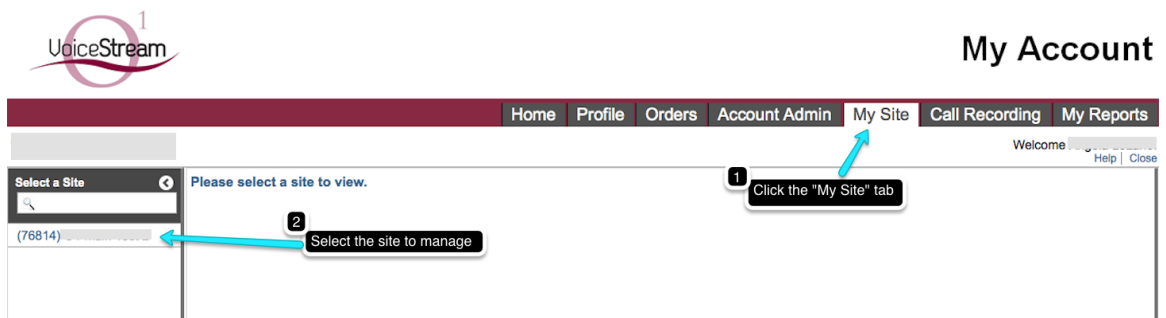 1
VoiceStream
My Account
Home Profile Orders Account Admin My Site Call Recording My Reports
Welcome
Help | Close
Select a Site
Please select a site to view.
1
Click the "My Site" tab
(76814)
2
Select the site to manage